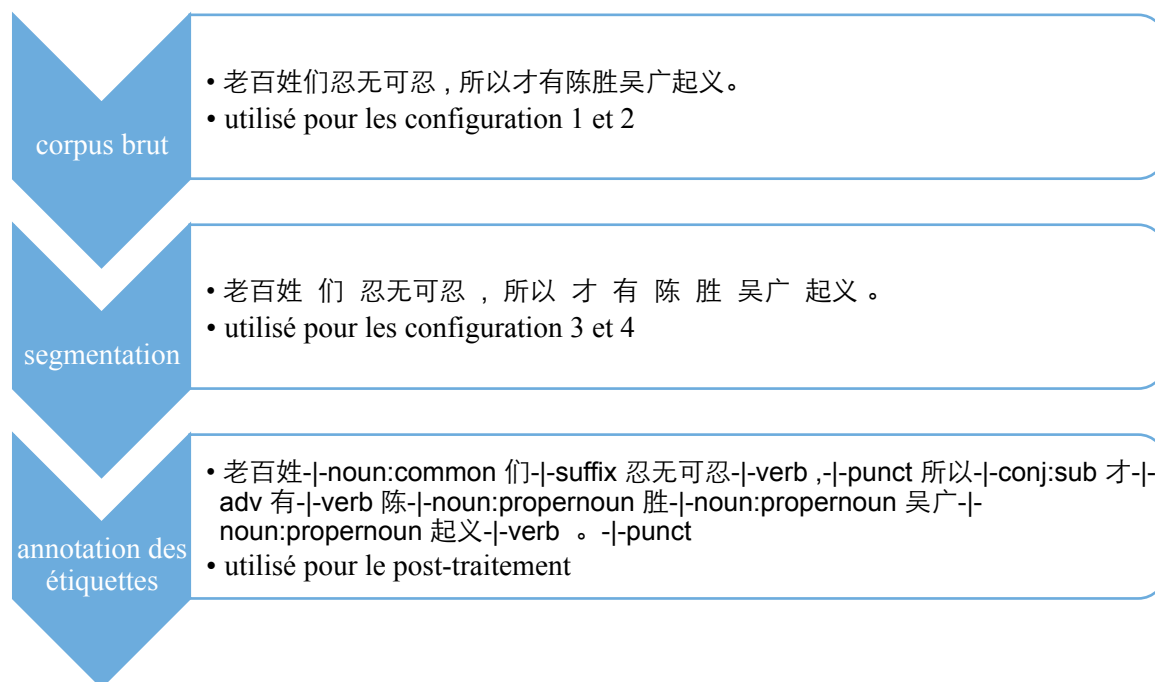 corpus brut
• 老百姓们忍无可忍 , 所以才有陈胜吴广起义。
• utilisé pour les configuration 1 et 2
segmentation
• 老百姓 们 忍无可忍 , 所以 才 有 陈 胜 吴广 起义 。
• utilisé pour les configuration 3 et 4
annotation des
étiquettes
• 老百姓-|-noun:common 们-|-suffix 忍无可忍-|-verb ,-|-punct 所以-|-conj:sub 才-|-
adv 有-|-verb 陈-|-noun:propernoun 胜-|-noun:propernoun 吴广-|-
noun:propernoun 起义-|-verb 。-|-punct
• utilisé pour le post-traitement